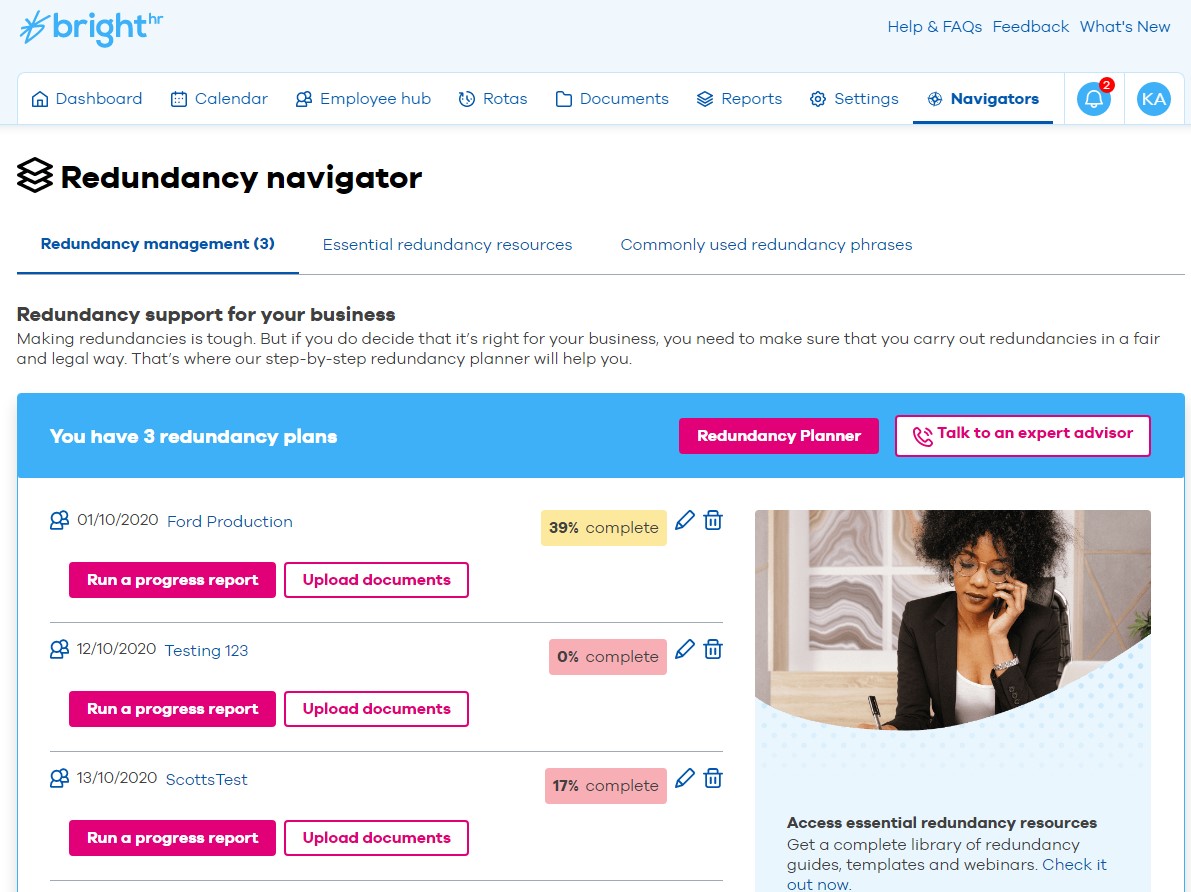 bright hr
Help & FAQs Feedback What's New
Dashboard Calendar Employee hub Rotas Documents Reports Settings Navigators 2 KA
Redundancy navigator
Redundancy management (3) Essential redundancy resources Commonly used redundancy phrases
Redundancy support for your business
Making redundancies is tough. But if you do decide that it's right for your business, you need to make sure that you carry out redundancies in a fair
and legal way. That's where our step-by-step redundancy planner will help you.
You have 3 redundancy plans Redundancy Planner Talk to an expert advisor
01/10/2020 Ford Production 39% complete
Run a progress report Upload documents
12/10/2020 Testing 123 0% complete
Run a progress report Upload documents
13/10/2020 ScottsTest 17% complete
Run a progress report Upload documents
Access essential redundancy resources
Get a complete library of redundancy
guides, templates and webinars. Check it
out now.